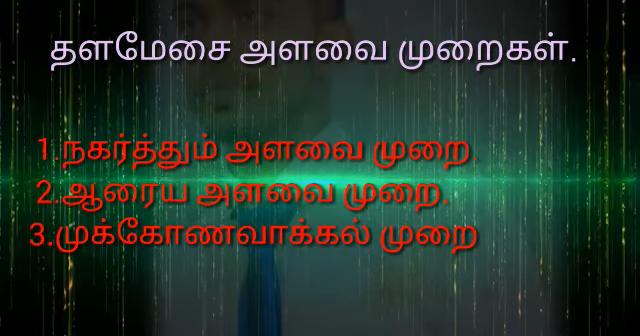 தளமேசை அளவை முறைகள்.
1.நகர்த்தும் அளவை முறை.
2.ஆரைய அளவை முறை.
3.முக்கோணவாக்கல் முறை